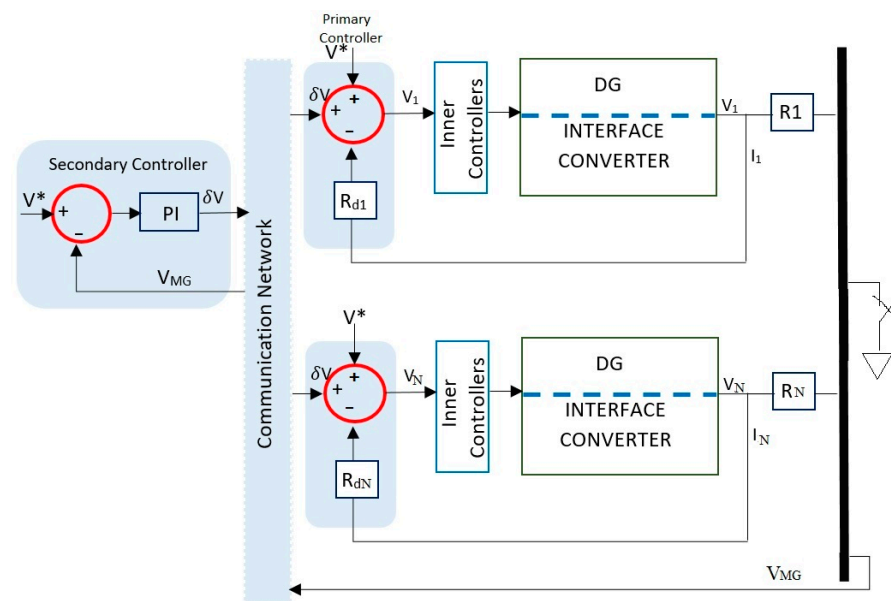 Primary
Controller
V*
δV
+
+
−
V₁
Inner
Controllers
DG
INTERFACE
CONVERTER
V₁
R1
I₁
Rd1
Secondary Controller
V*
+
−
PI
δV
VMG
Communication Network
V*
δV
+
+
−
VN
Inner
Controllers
DG
INTERFACE
CONVERTER
VN
RN
IN
RdN
VMG